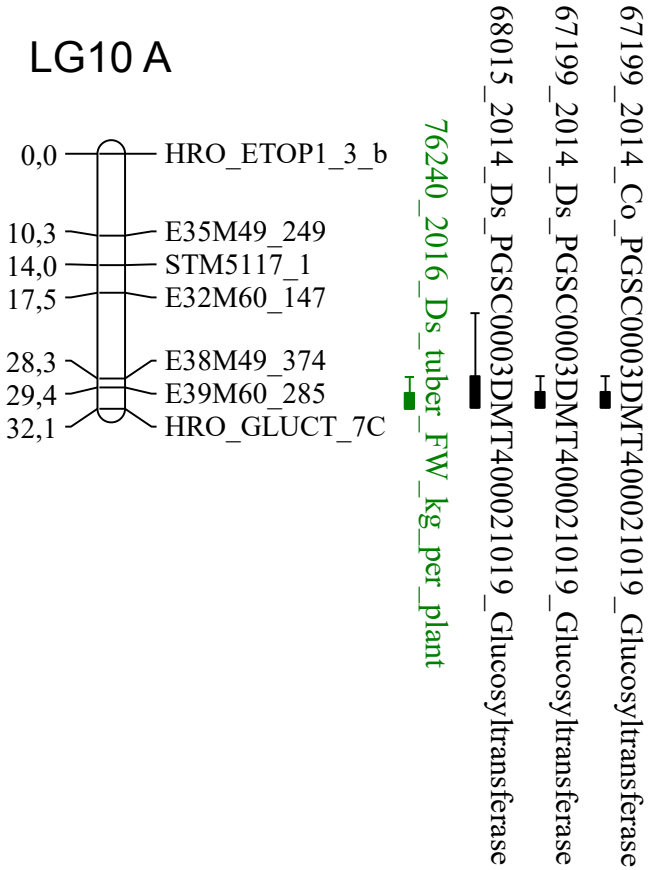 LG10 A
0,0 HRO_ETOP1_3_b
10,3 E35M49_249
14,0 STM5117_1
17,5 E32M60_147
28,3 E38M49_374
29,4 E39M60_285
32,1 HRO_GLUCT_7C
76240_2016_Ds_tuber_FW_kg_per_plant
68015_2014_Ds_PGSC0003DMT400021019_Glucosyltransferase
67199_2014_Ds_PGSC0003DMT400021019_Glucosyltransferase
67199_2014_Co_PGSC0003DMT400021019_Glucosyltransferase